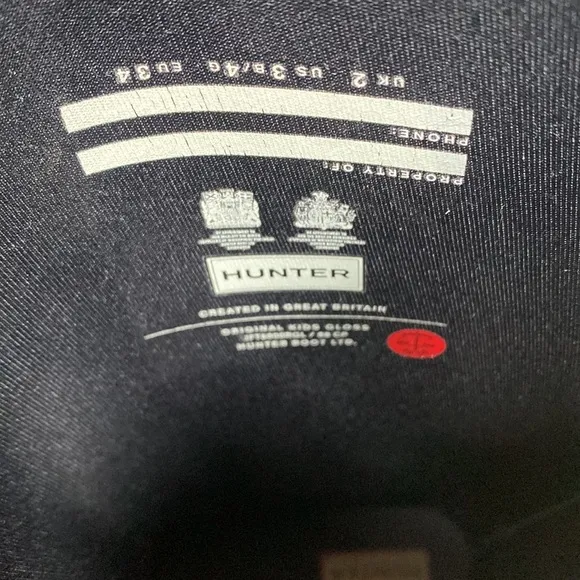 UK 2 US 3B/4G EU 34
PHONE:
PROPERTY OF:
HUNTER
CREATED IN GREAT BRITAIN
ORIGINAL KIDS GLOSS
HUNTER BOOT LTD.